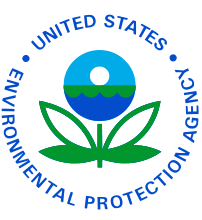 UNITED STATES
ENVIRONMENTAL PROTECTION AGENCY